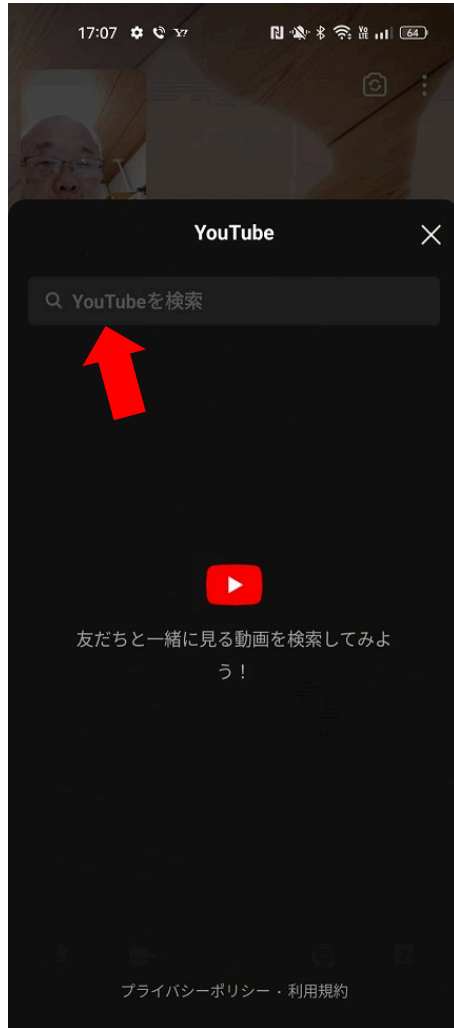 17:07 Y! Vo LTE 64
YouTube
YouTubeを検索
友だちと一緒に見る動画を検索してみよ
う！
プライバシーポリシー・利用規約